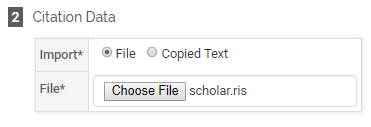 2 Citation Data
Import* File Copied Text
File* Choose File scholar.ris